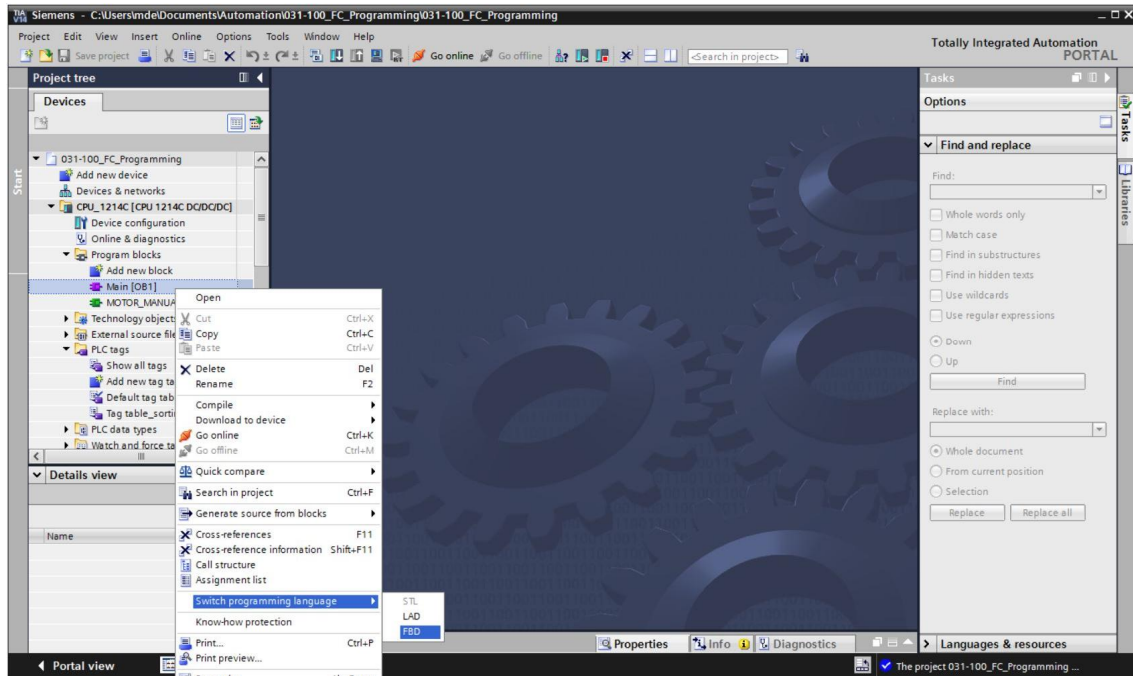 TIA V14 Siemens - C:\Users\mde\Documents\Automation\031-100_FC_Programming\031-100_FC_Programming
Project Edit View Insert Online Options Tools Window Help
Totally Integrated Automation
PORTAL
Save project
Go online
Go offline
<Search in project>
Project tree
Devices
Start
031-100_FC_Programming
Add new device
Devices & networks
CPU_1214C [CPU 1214C DC/DC/DC]
Device configuration
Online & diagnostics
Program blocks
Add new block
Main [OB1]
MOTOR_MANUA
Technology object
External source file
PLC tags
Show all tags
Add new tag ta
Default tag tab
Tag table_sorti
PLC data types
Watch and force ta
Details view
Name
Open
Cut Ctrl+X
Copy Ctrl+C
Paste Ctrl+V
Delete Del
Rename F2
Compile
Download to device
Go online Ctrl+K
Go offline Ctrl+M
Quick compare
Search in project Ctrl+F
Generate source from blocks
Cross-references F11
Cross-reference information Shift+F11
Call structure
Assignment list
Switch programming language
Know-how protection
Print... Ctrl+P
Print preview...
STL
LAD
FBD
Tasks
Options
Find and replace
Find:
Whole words only
Match case
Find in substructures
Find in hidden texts
Use wildcards
Use regular expressions
Down
Up
Find
Replace with:
Whole document
From current position
Selection
Replace
Replace all
Languages & resources
Tasks
Libraries
Properties
Info
Diagnostics
Portal view
The project 031-100_FC_Programming ...